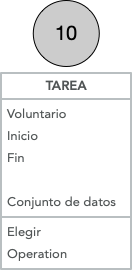 10
TAREA
Voluntario
Inicio
Fin
Conjunto de datos
Elegir
Operation